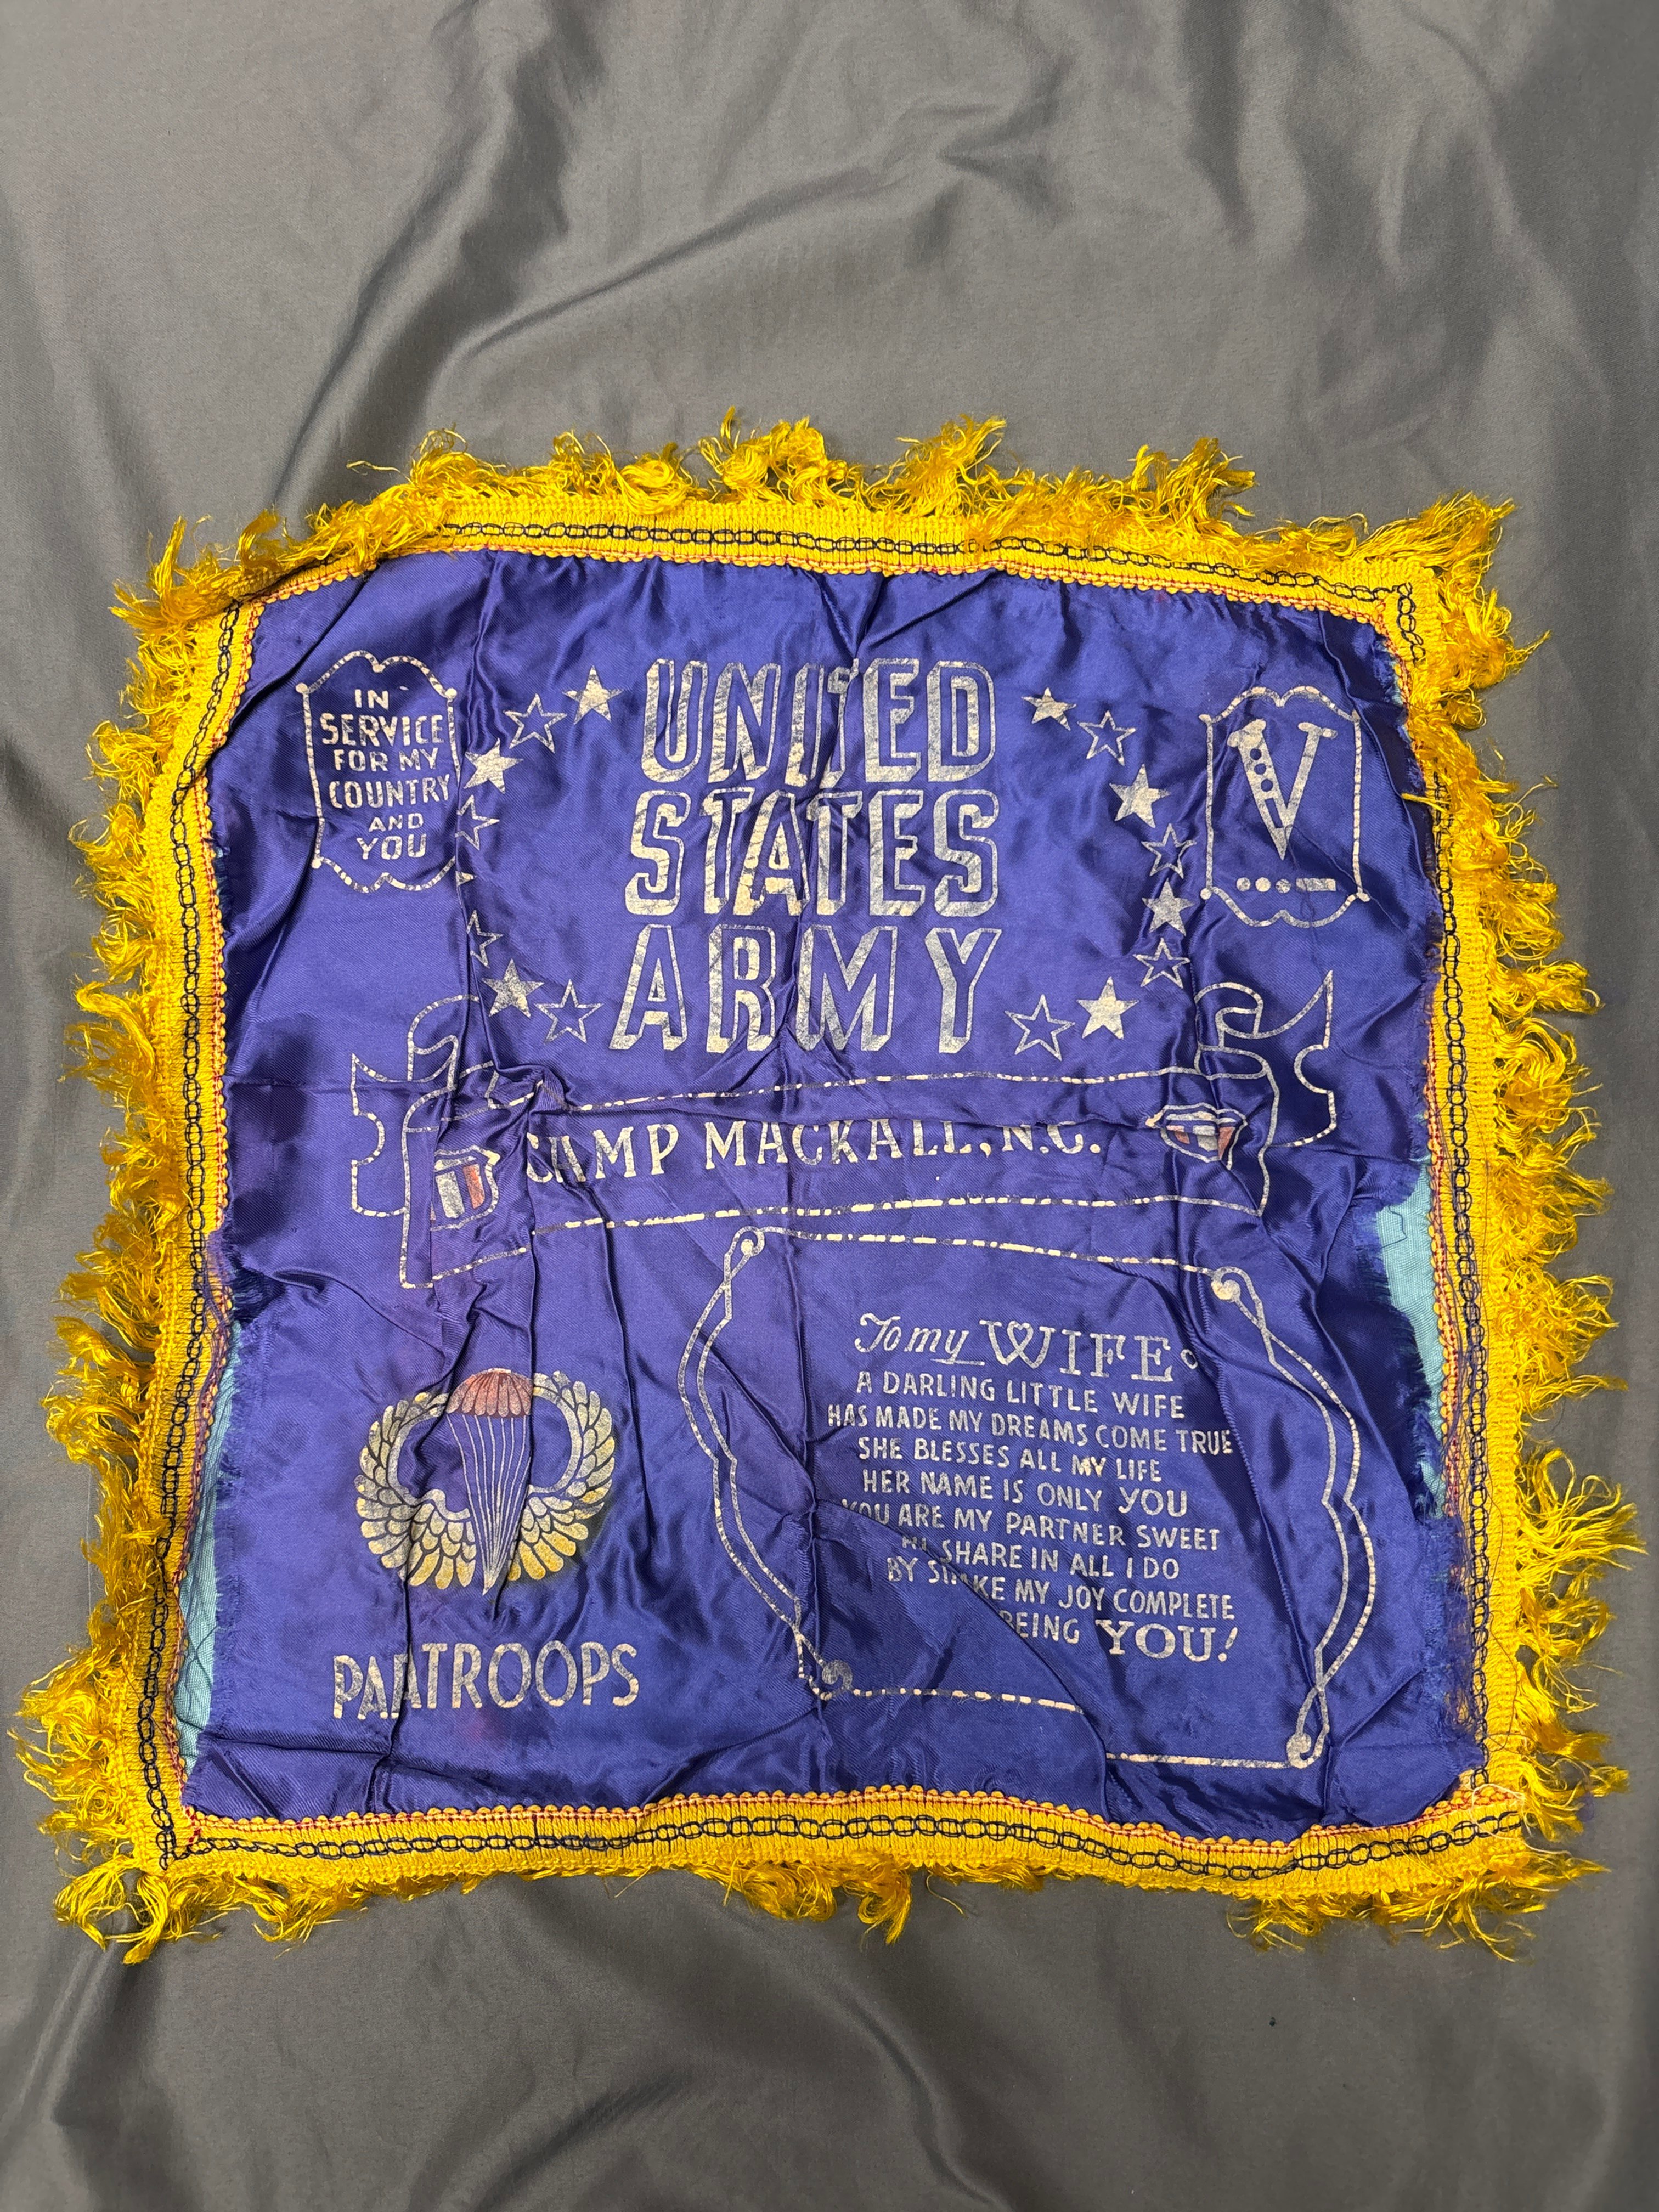 IN
SERVICE
FOR MY
COUNTRY
AND
YOU
UNITED
STATES
ARMY
V
CAMP MACKALL, N.C.
PARATROOPS
To my WIFE
A DARLING LITTLE WIFE
HAS MADE MY DREAMS COME TRUE
SHE BLESSES ALL MY LIFE
HER NAME IS ONLY YOU
YOU ARE MY PARTNER SWEET
SHARE IN ALL I DO
BY MY JOY COMPLETE
BEING YOU!